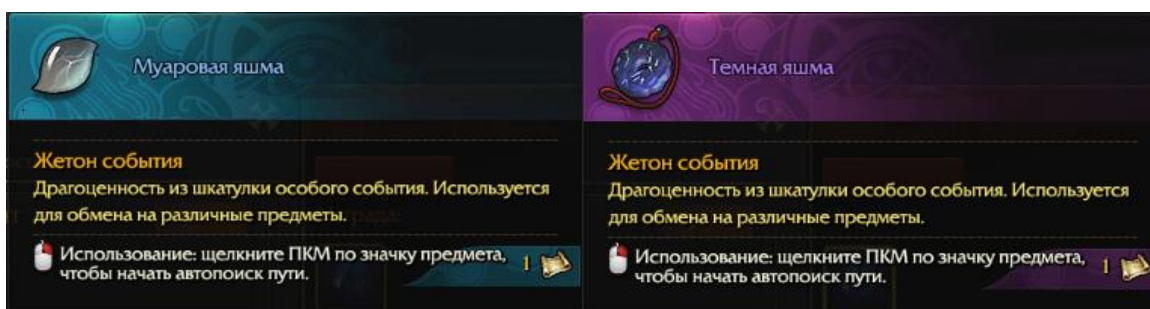 Муаровая яшма
Жетон события
Драгоценность из шкатулки особого события. Используется
для обмена на различные предметы.
Использование: щелкните ПКМ по значку предмета,
чтобы начать автопоиск пути.
1
Темная яшма
Жетон события
Драгоценность из шкатулки особого события. Используется
для обмена на различные предметы.
Использование: щелкните ПКМ по значку предмета,
чтобы начать автопоиск пути.
1